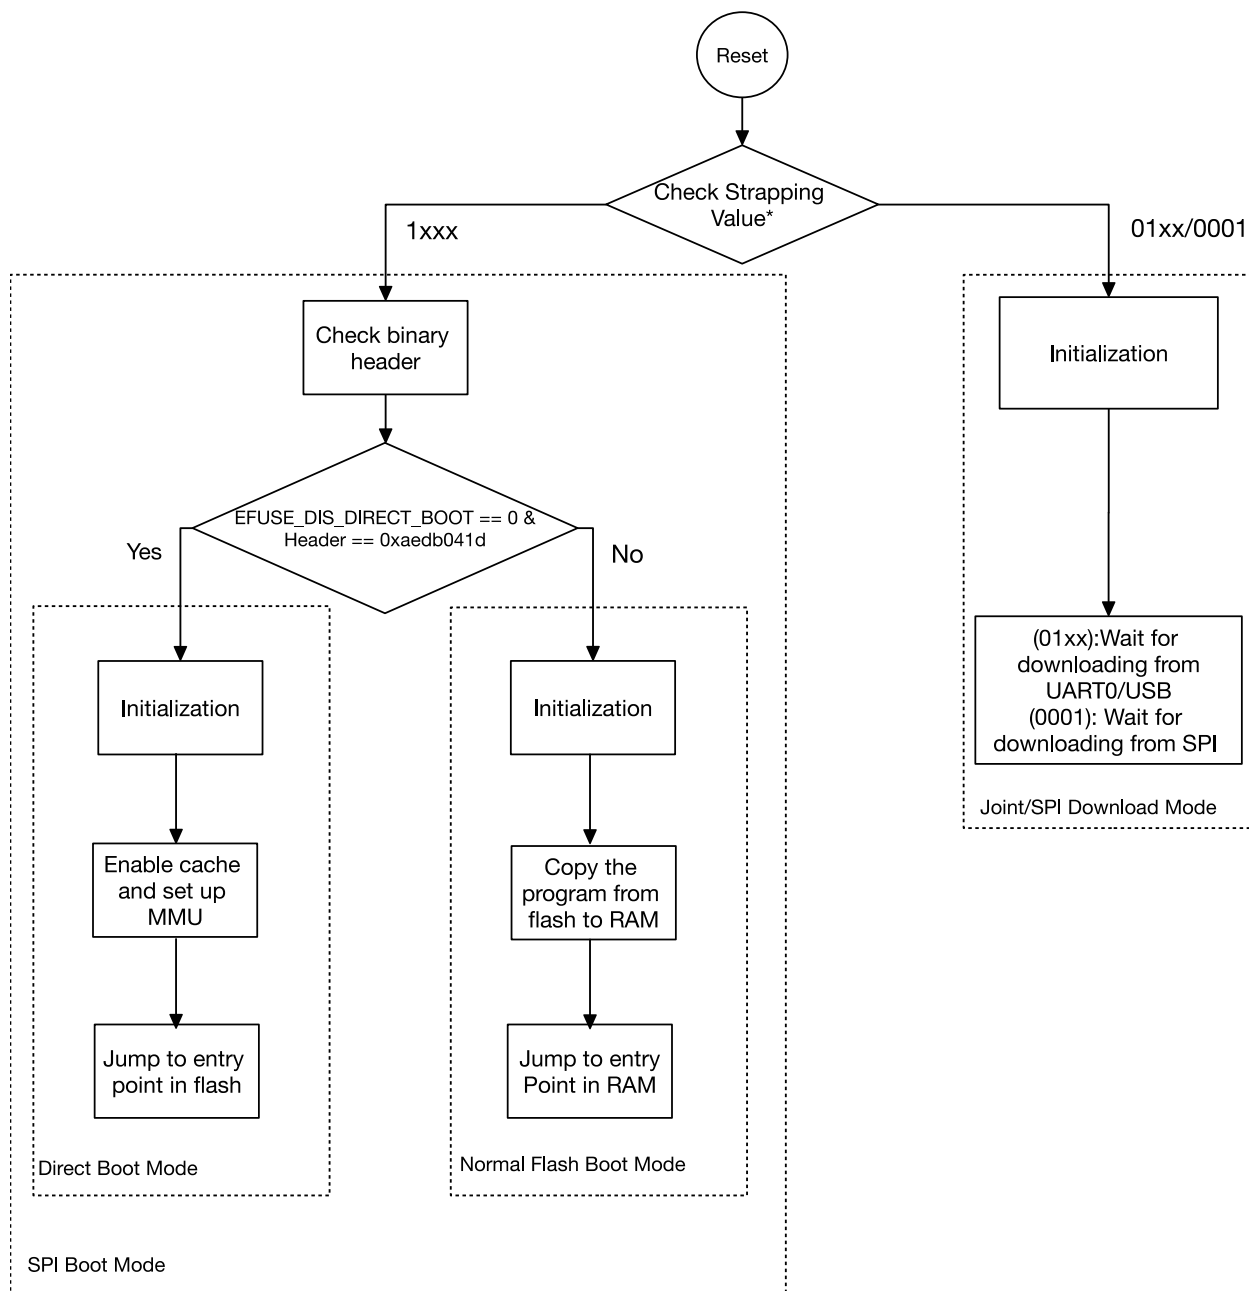 Reset
Check Strapping
Value*
1xxx
01xx/0001
Check binary
header
Initialization
EFUSE_DIS_DIRECT_BOOT == 0 &
Header == 0xaedb041d
Yes
No
Initialization
Enable cache
and set up
MMU
Jump to entry
point in flash
Direct Boot Mode
Initialization
Copy the
program from
flash to RAM
Jump to entry
Point in RAM
Normal Flash Boot Mode
SPI Boot Mode
(01xx):Wait for
downloading from
UART0/USB
(0001): Wait for
downloading from SPI
Joint/SPI Download Mode